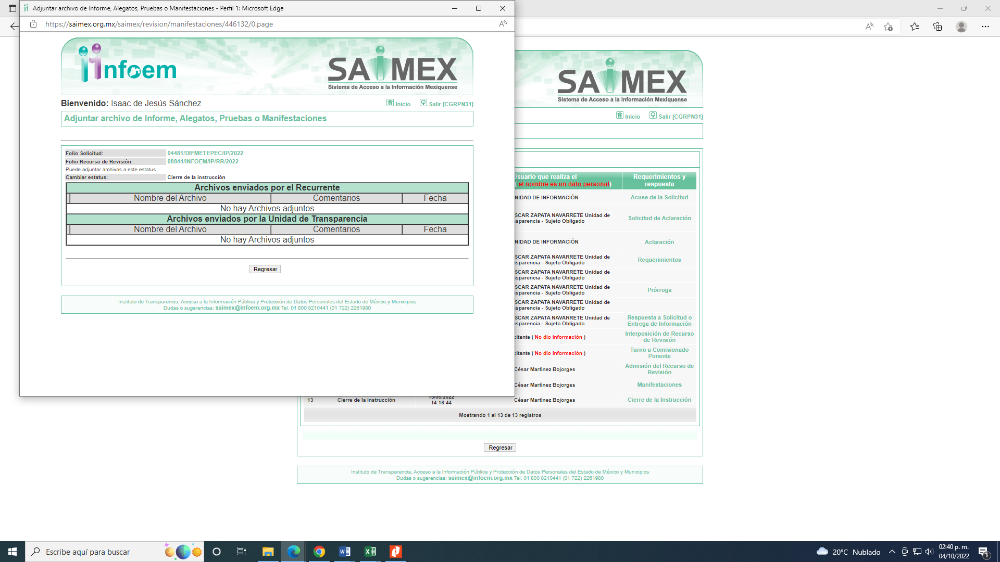 Adjuntar archivo de Informe, Alegatos, Pruebas o Manifestaciones - Perfil 1: Microsoft Edge
https://saimex.org.mx/saimex/revision/manifestaciones/446132/0.page
infoem
SAIMEX
Sistema de Acceso a la Información Mexiquense
Bienvenido: Isaac de Jesús Sánchez
Inicio Salir [CGRPN31]
Adjuntar archivo de Informe, Alegatos, Pruebas o Manifestaciones
Folio Solicitud: 04481/DIFMETEPEC/IP/2022
Folio Recurso de Revisión: 08844/INFOEM/IP/RR/2022
Puede adjuntar archivos a este estatus
Cambiar estatus: Cierre de la instrucción
Archivos enviados por el Recurrente
Nombre del Archivo Comentarios Fecha
No hay Archivos adjuntos
Archivos enviados por la Unidad de Transparencia
Nombre del Archivo Comentarios Fecha
No hay Archivos adjuntos
Regresar
Instituto de Transparencia, Acceso a la Información Pública y Protección de Datos Personales del Estado de México y Municipios
Dudas o sugerencias: saimex@infoem.org.mx Tel. 01 800 8210441 (01 722) 2261980
SAIMEX
Sistema de Acceso a la Información Mexiquense
Inicio Salir [CGRPN31]
Usuario que realiza el
( el nombre es un dato personal)
Requerimientos y
respuesta
NIDAD DE INFORMACIÓN Acuse de la Solicitud
SCAR ZAPATA NAVARRETE Unidad de
sparencia - Sujeto Obligado
Solicitud de Aclaración
NIDAD DE INFORMACIÓN Aclaración
SCAR ZAPATA NAVARRETE Unidad de
sparencia - Sujeto Obligado
Requerimientos
SCAR ZAPATA NAVARRETE Unidad de
sparencia - Sujeto Obligado
SCAR ZAPATA NAVARRETE Unidad de
sparencia - Sujeto Obligado
Prórroga
SCAR ZAPATA NAVARRETE Unidad de
sparencia - Sujeto Obligado
SCAR ZAPATA NAVARRETE Unidad de
sparencia - Sujeto Obligado
Respuesta a Solicitud o
Entrega de Información
citante ( No dio información )
Interposición de Recurso
de Revisión
citante ( No dio información )
Turno a Comisionado
Ponente
César Martínez Bojorges
Admisión del Recurso de
Revisión
César Martínez Bojorges Manifestaciones
13 Cierre de la instrucción 15/06/2022
14:16:44
César Martínez Bojorges Cierre de la Instrucción
Mostrando 1 al 13 de 13 registros
Regresar
Instituto de Transparencia, Acceso a la Información Pública y Protección de Datos Personales del Estado de México y Municipios
Dudas o sugerencias: saimex@infoem.org.mx Tel. 01 800 8210441 (01 722) 2261980
Escribe aquí para buscar
20°C Nublado
02:40 p. m.
04/10/2022
1